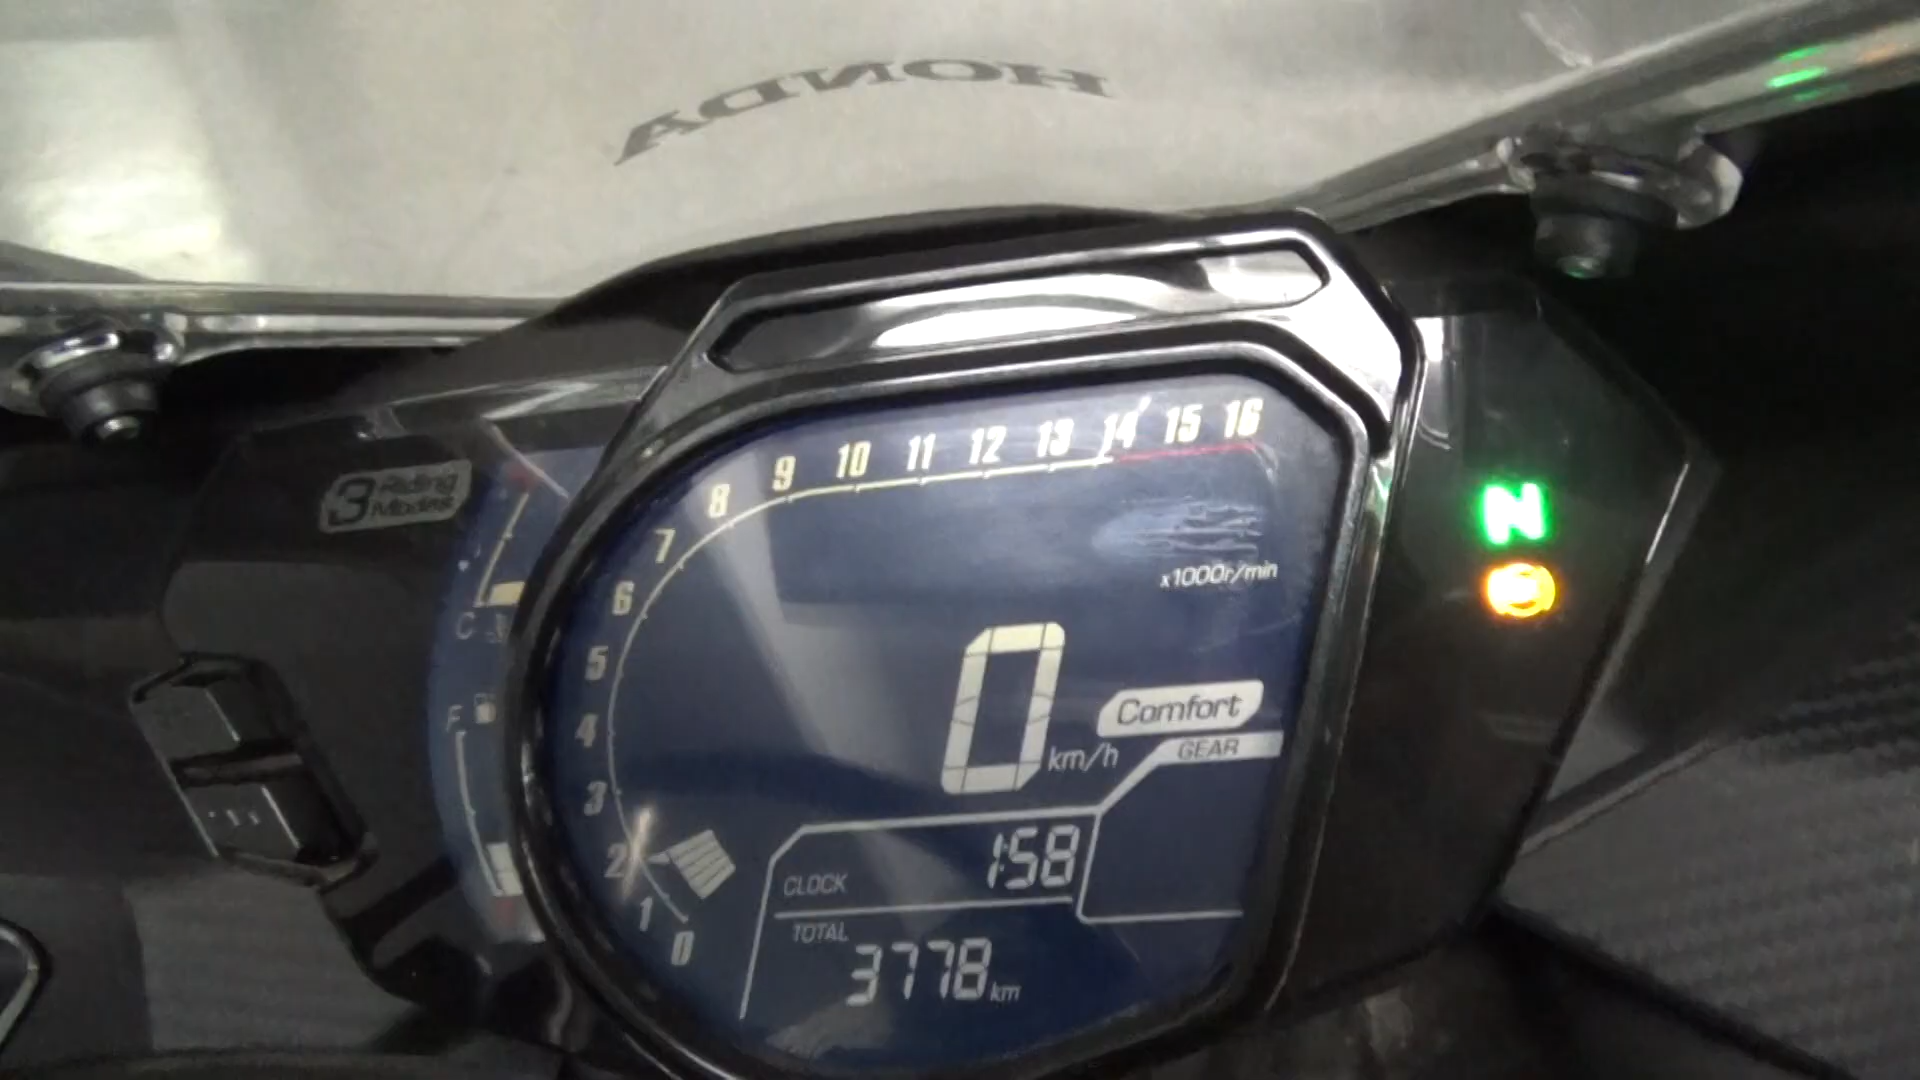 HONDA
3 Riding
Modes
8 9 10 11 12 13 14 15 16
7
6
5
4
3
2
1
0
x1000r/min
N
C
F
0 km/h
Comfort
GEAR
CLOCK 1:58
TOTAL
3778 km